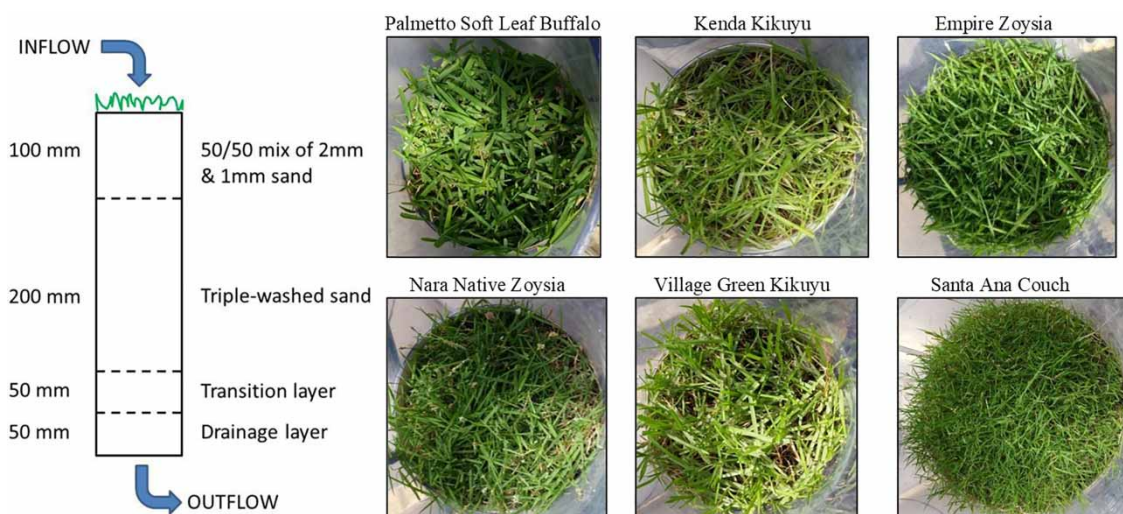 INFLOW
100 mm
50/50 mix of 2mm
& 1mm sand
200 mm
Triple-washed sand
50 mm
Transition layer
50 mm
Drainage layer
OUTFLOW
Palmetto Soft Leaf Buffalo
Kenda Kikuyu
Empire Zoysia
Nara Native Zoysia
Village Green Kikuyu
Santa Ana Couch